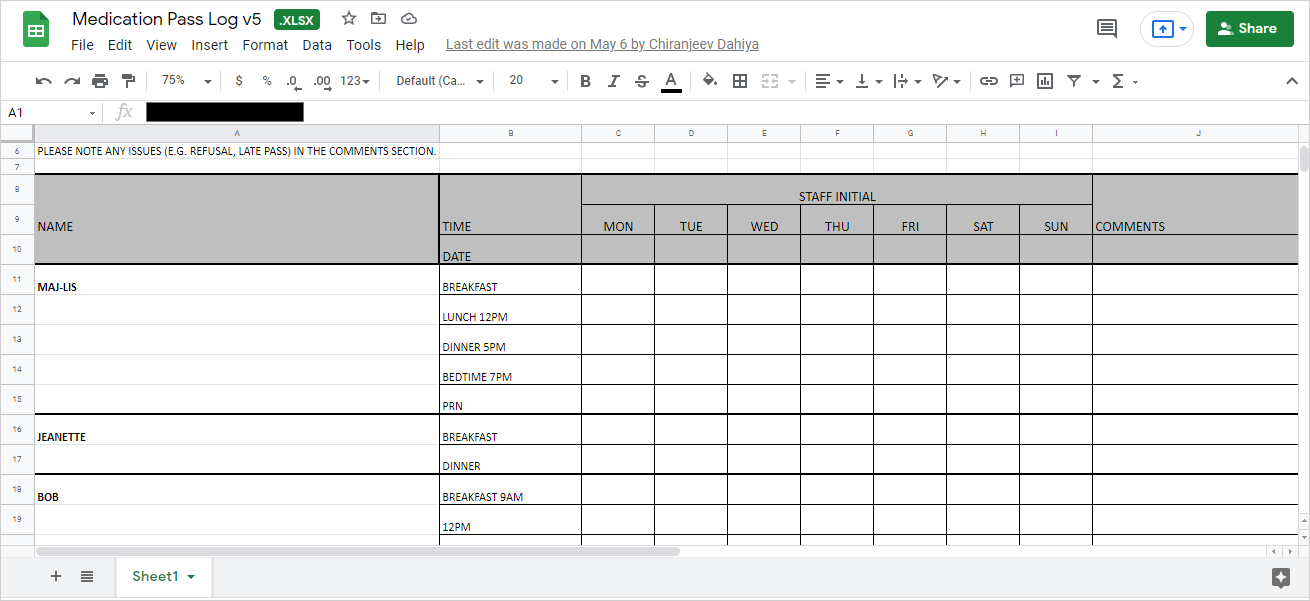 Medication Pass Log v5 .XLSX
File Edit View Insert Format Data Tools Help Last edit was made on May 6 by Chiranjeev Dahiya
Share
75% $ % .0 .00 123 Default (Ca... 20 B I S A Σ
A1 fx
A B C D E F G H I J
6 PLEASE NOTE ANY ISSUES (E.G. REFUSAL, LATE PASS) IN THE COMMENTS SECTION.
7
8 STAFF INITIAL
9 NAME TIME MON TUE WED THU FRI SAT SUN COMMENTS
10 DATE
11 MAJ-LIS BREAKFAST
12 LUNCH 12PM
13 DINNER 5PM
14 BEDTIME 7PM
15 PRN
16 JEANETTE BREAKFAST
17 DINNER
18 BOB BREAKFAST 9AM
19 12PM
Sheet1